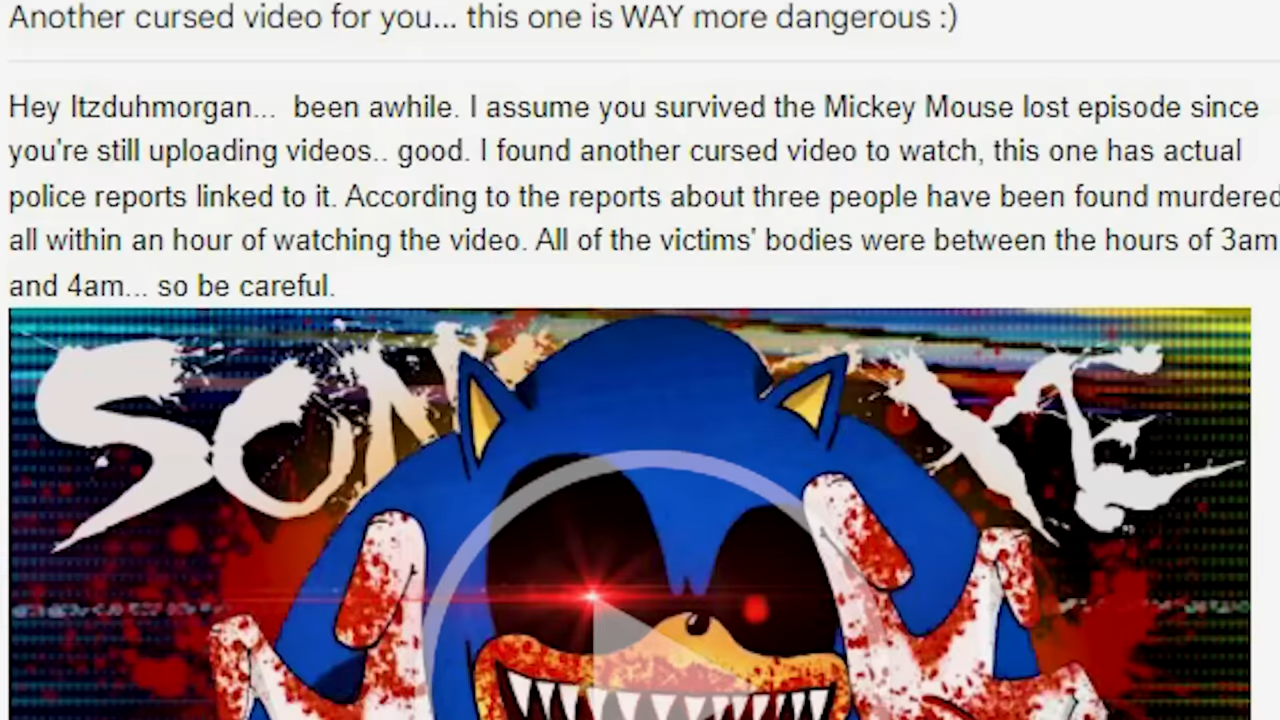 Another cursed video for you... this one is WAY more dangerous :)
Hey Itzduhmorgan... been awhile. I assume you survived the Mickey Mouse lost episode since
you're still uploading videos.. good. I found another cursed video to watch, this one has actual
police reports linked to it. According to the reports about three people have been found murdered
all within an hour of watching the video. All of the victims' bodies were between the hours of 3am
and 4am... so be careful.